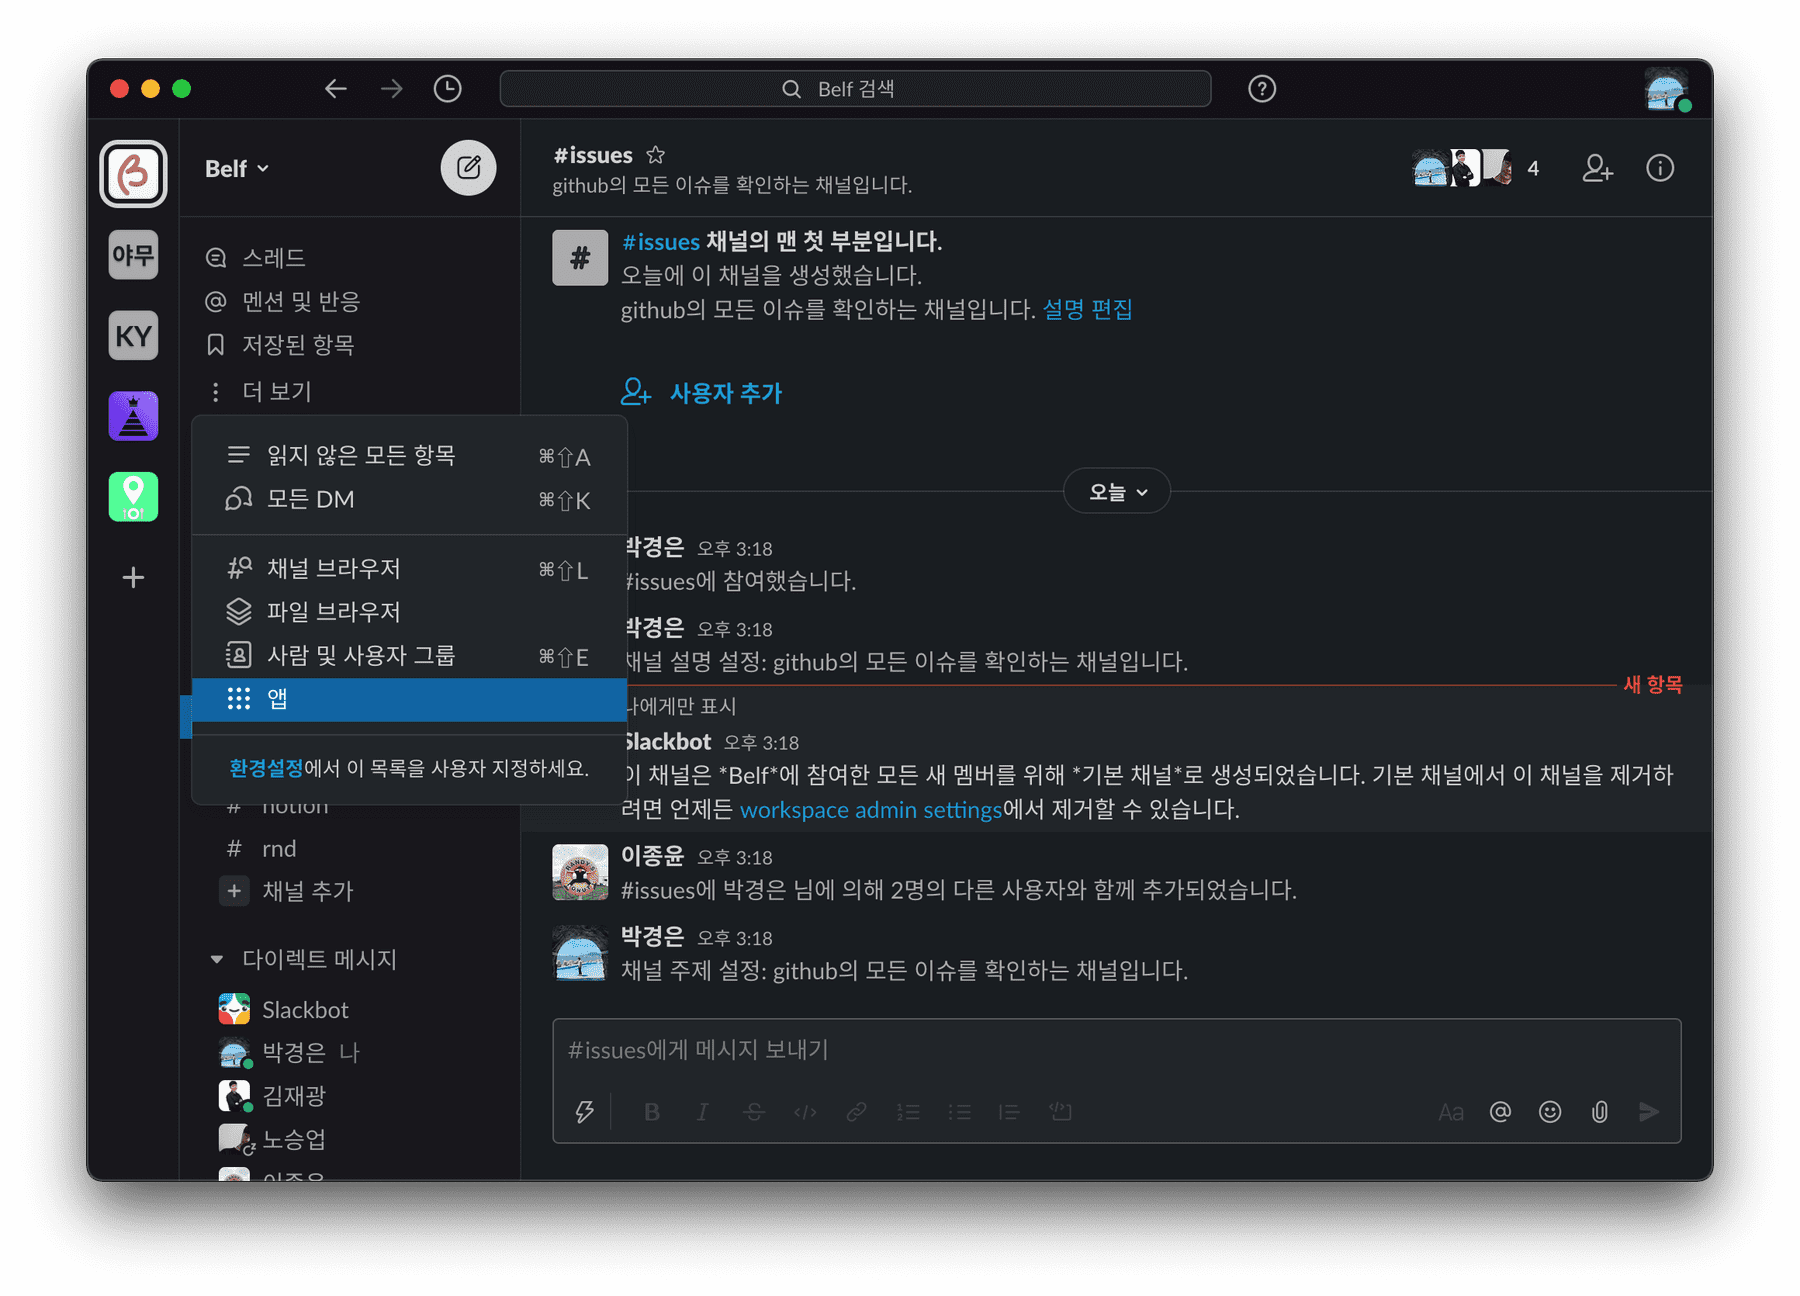 Belf 검색
야무
KY
Belf
스레드
멘션 및 반응
저장된 항목
더 보기
읽지 않은 모든 항목 ⌘⇧A
모든 DM ⌘⇧K
채널 브라우저 ⌘⇧L
파일 브라우저
사람 및 사용자 그룹 ⌘⇧E
앱
환경설정에서 이 목록을 사용자 지정하세요.
# notion
# rnd
+ 채널 추가
다이렉트 메시지
Slackbot
박경은 나
김재광
노승업
이종윤
#issues
github의 모든 이슈를 확인하는 채널입니다.
4
#issues 채널의 맨 첫 부분입니다.
오늘에 이 채널을 생성했습니다.
github의 모든 이슈를 확인하는 채널입니다. 설명 편집
사용자 추가
오늘
박경은 오후 3:18
#issues에 참여했습니다.
박경은 오후 3:18
채널 설명 설정: github의 모든 이슈를 확인하는 채널입니다.
새 항목
나에게만 표시
Slackbot 오후 3:18
이 채널은 *Belf*에 참여한 모든 새 멤버를 위해 *기본 채널*로 생성되었습니다. 기본 채널에서 이 채널을 제거하
려면 언제든 workspace admin settings에서 제거할 수 있습니다.
이종윤 오후 3:18
#issues에 박경은 님에 의해 2명의 다른 사용자와 함께 추가되었습니다.
박경은 오후 3:18
채널 주제 설정: github의 모든 이슈를 확인하는 채널입니다.
#issues에게 메시지 보내기
B I S </> Aa @